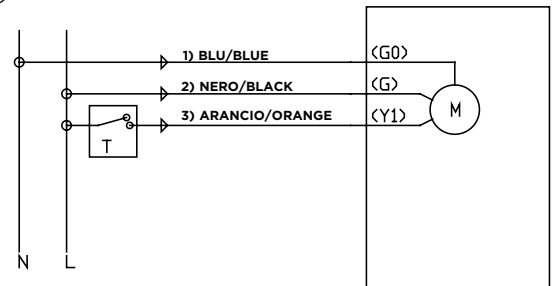 1) BLU/BLUE (G0)
2) NERO/BLACK (G)
M
3) ARANCIO/ORANGE (Y1)
T
N L